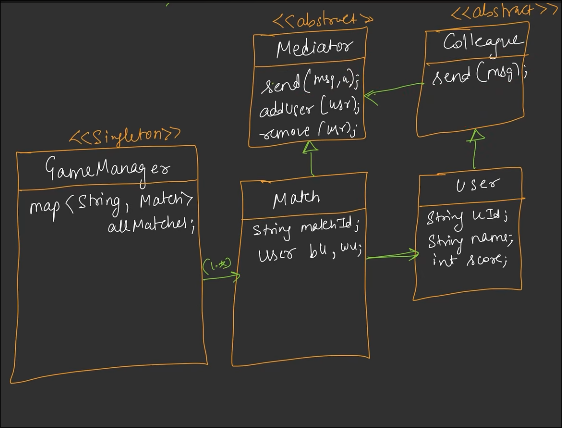 <<abstract>>
Mediator
send(msg,u);
addUser(usr);
remove(usr);
<<abstract>>
Colleague
send(msg);
<<Singleton>>
GameManager
map<String, Match>
allMatches;
(1..*)
Match
String matchId;
User bu, wu;
User
String uId;
String name;
int score;